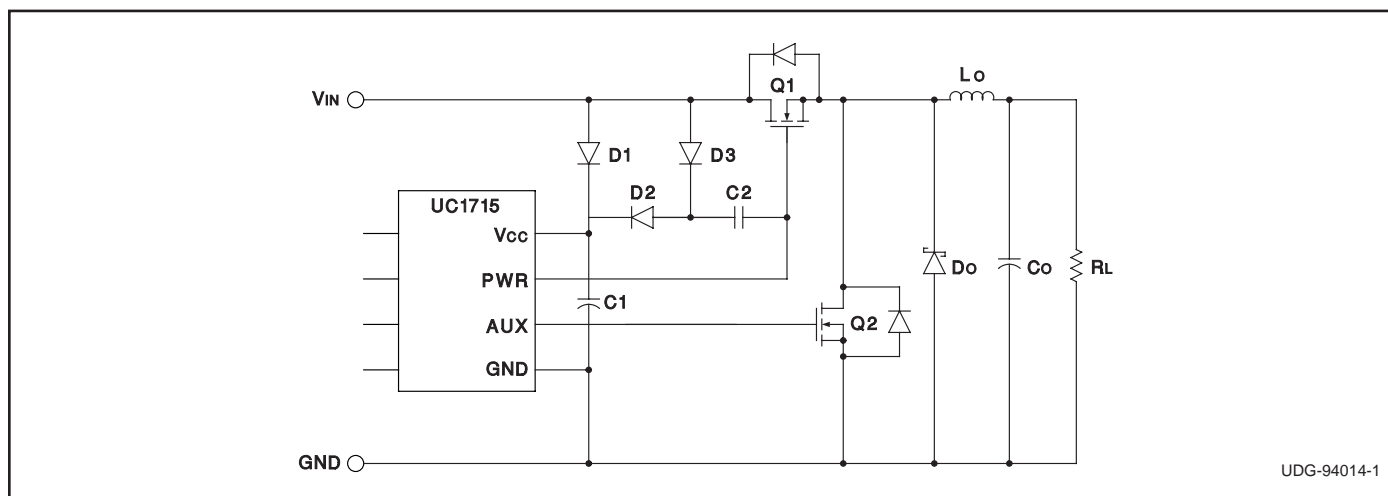 Q1
LO
VIN
D1
D3
D2
C2
UC1715
VCC
PWR
C1
AUX
GND
Q2
DO
CO
RL
GND
UDG-94014-1